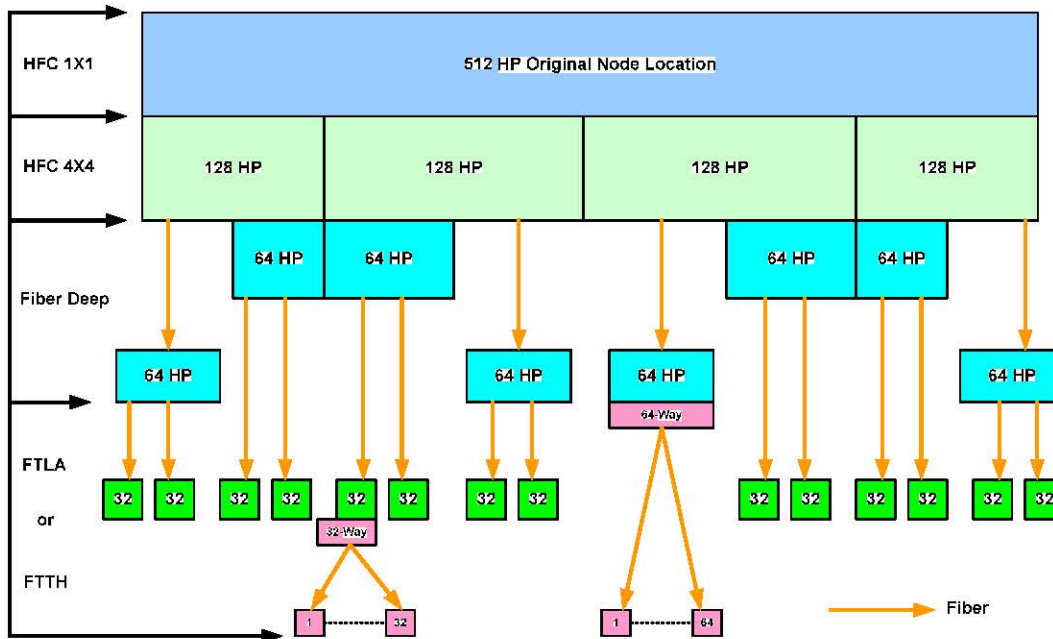 HFC 1X1
512 HP Original Node Location
HFC 4X4
128 HP
128 HP
128 HP
128 HP
64 HP
64 HP
64 HP
64 HP
Fiber Deep
64 HP
64 HP
64 HP
64 HP
64-Way
FTLA
32
32
32
32
32
32
32
32
32
32
32
32
32
32
or
32-Way
FTTH
1
32
1
64
Fiber